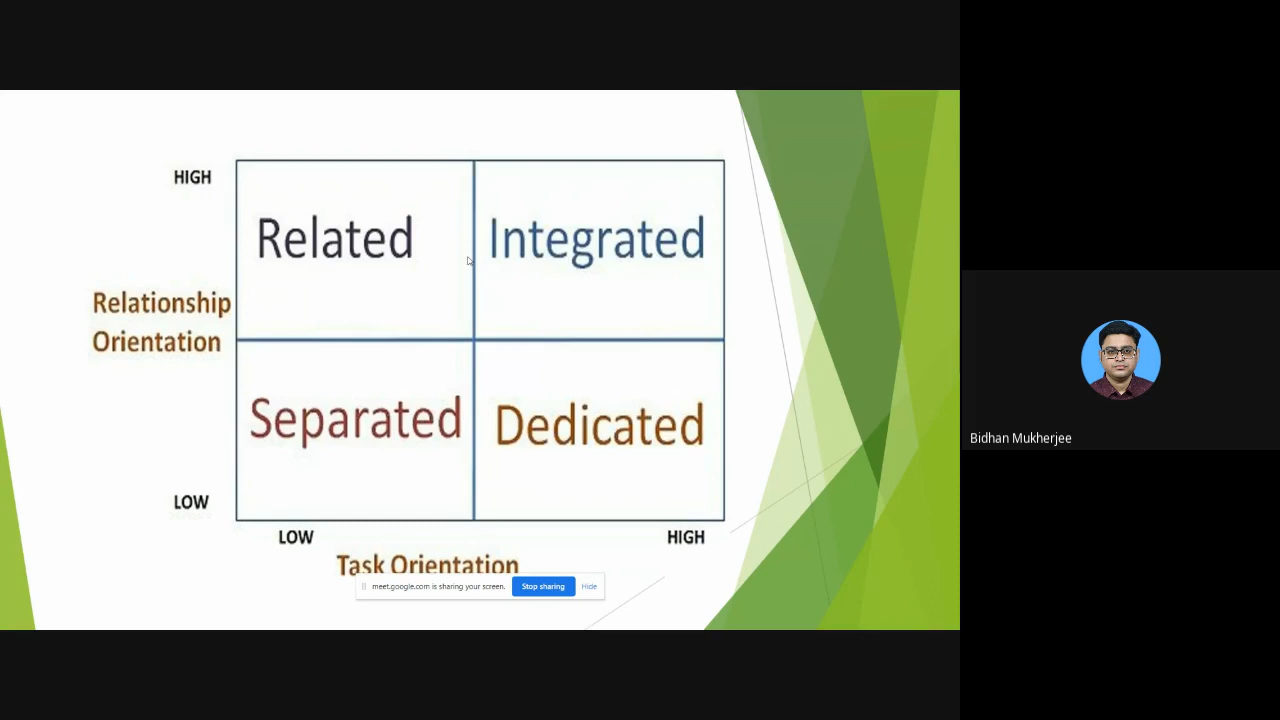 HIGH
Related
Integrated
Relationship
Orientation
Separated
Dedicated
LOW
LOW
HIGH
Task Orientation
meet.google.com is sharing your screen.
Stop sharing
Hide
Bidhan Mukherjee